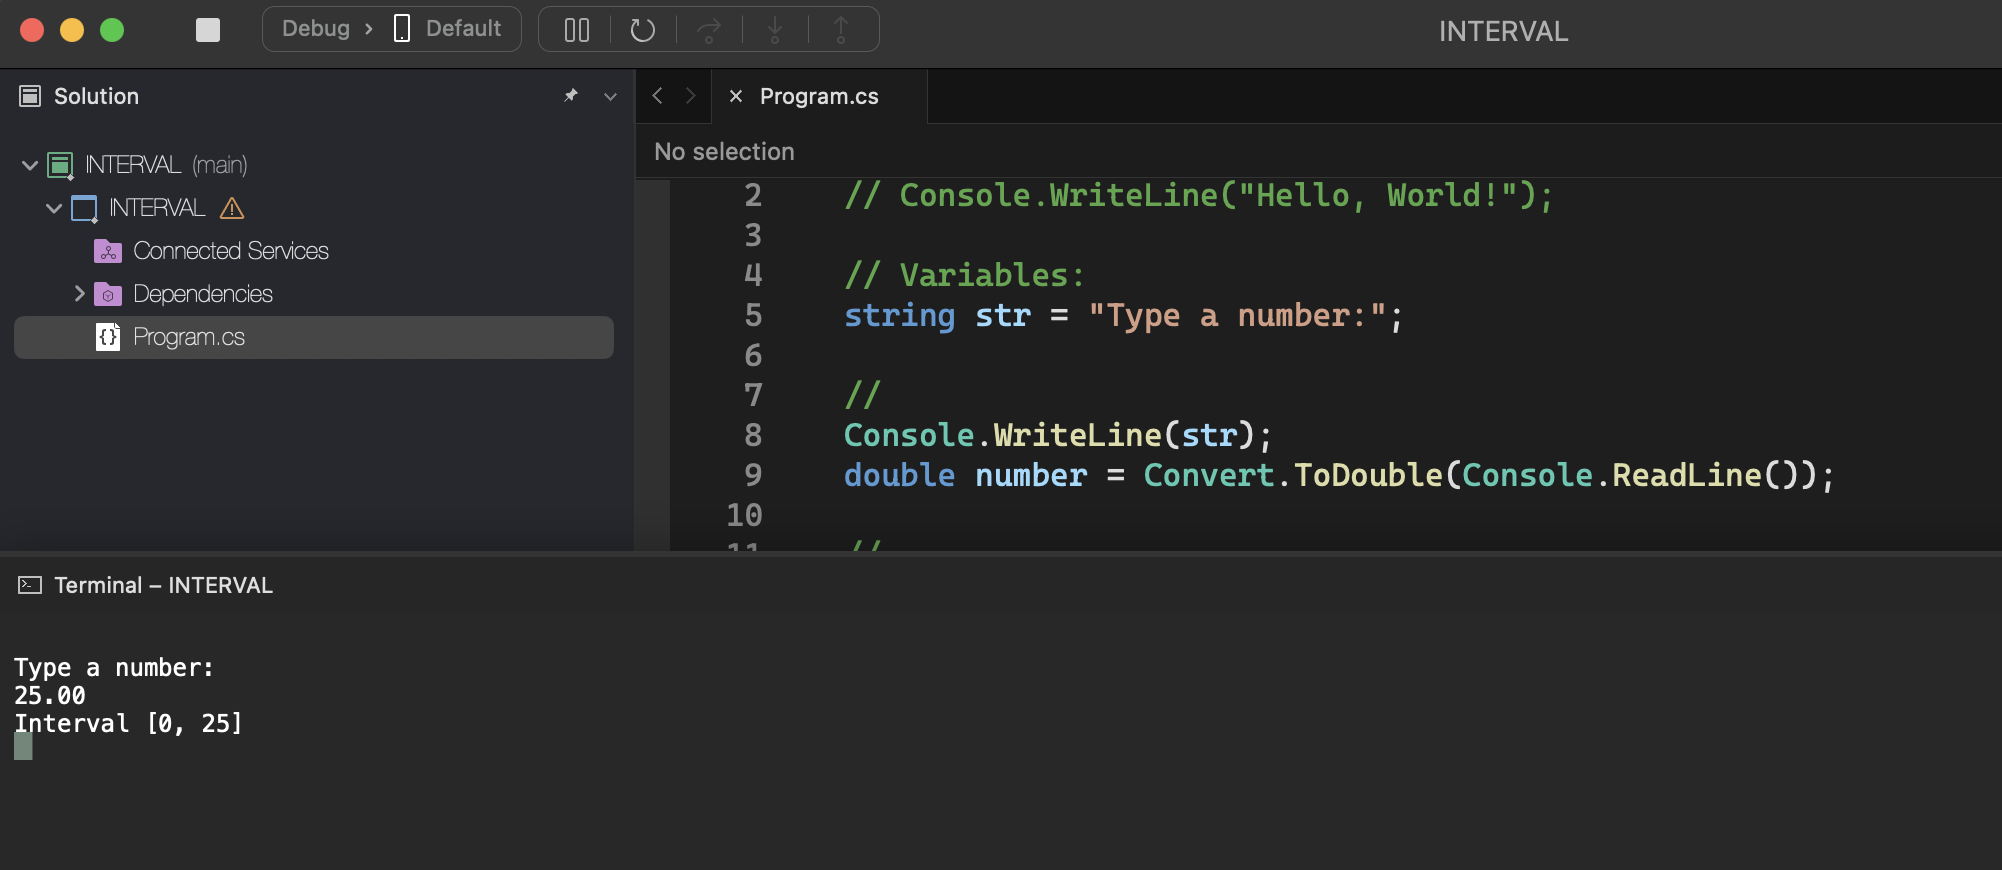 Debug > Default
INTERVAL
Solution
Program.cs
No selection
INTERVAL (main)
INTERVAL
Connected Services
Dependencies
Program.cs
2 // Console.WriteLine("Hello, World!");
3
4 // Variables:
5 string str = "Type a number:";
6
7 //
8 Console.WriteLine(str);
9 double number = Convert.ToDouble(Console.ReadLine());
10
11 //
Terminal – INTERVAL
Type a number:
25.00
Interval [0, 25]